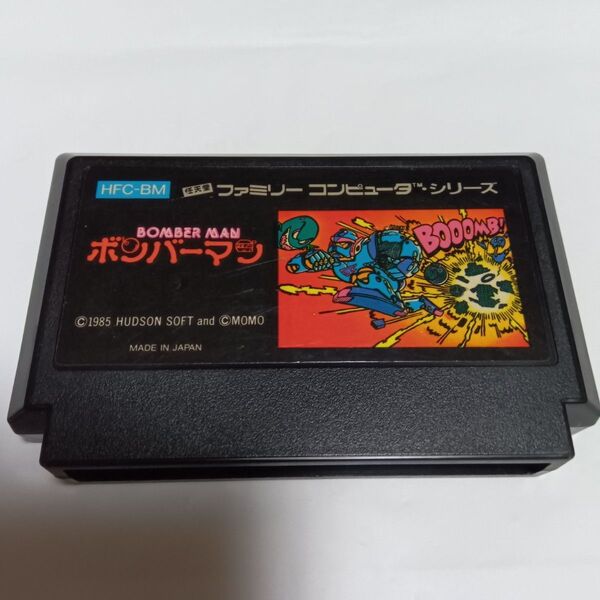 HFC-BM 任天堂 ファミリー コンピュータ™・シリーズ
BOMBER MAN
ボンバーマン
BOOOMB!
©1985 HUDSON SOFT and ©MOMO
MADE IN JAPAN